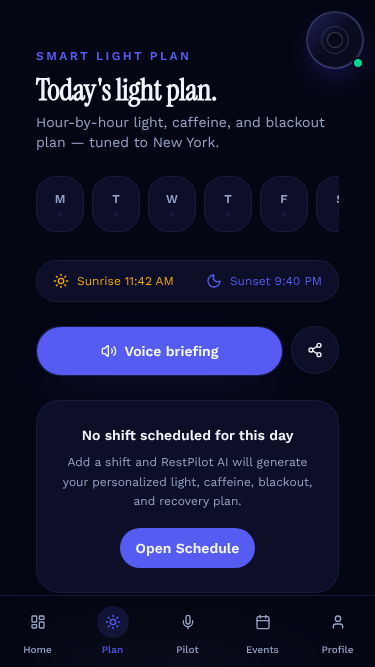 SMART LIGHT PLAN
Today's light plan.
Hour-by-hour light, caffeine, and blackout
plan — tuned to New York.
M T W T F
Sunrise 11:42 AM Sunset 9:40 PM
Voice briefing
No shift scheduled for this day
Add a shift and RestPilot AI will generate
your personalized light, caffeine, blackout,
and recovery plan.
Open Schedule
Home Plan Pilot Events Profile